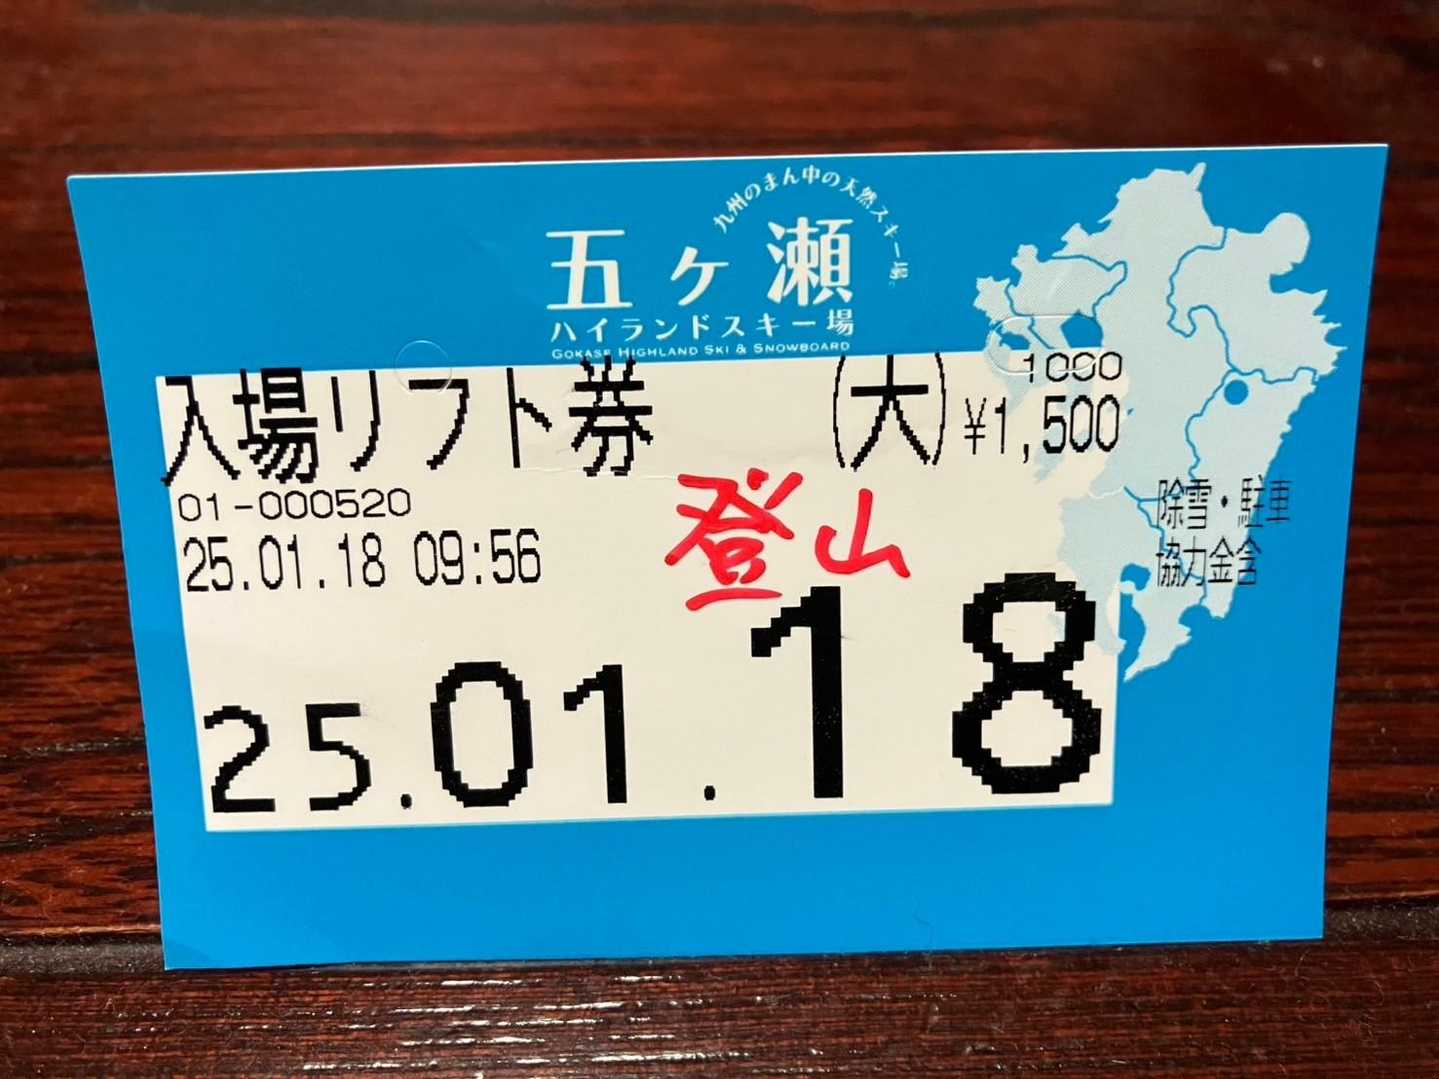 九州のまん中の天然スキー場。
五ヶ瀬
ハイランドスキー場
GOKASE HIGHLAND SKI & SNOWBOARD
入場リフト券 (大) 1000
¥1,500
01-000520
25.01.18 09:56
登山
除雪・駐車
協力金含
25.01.18